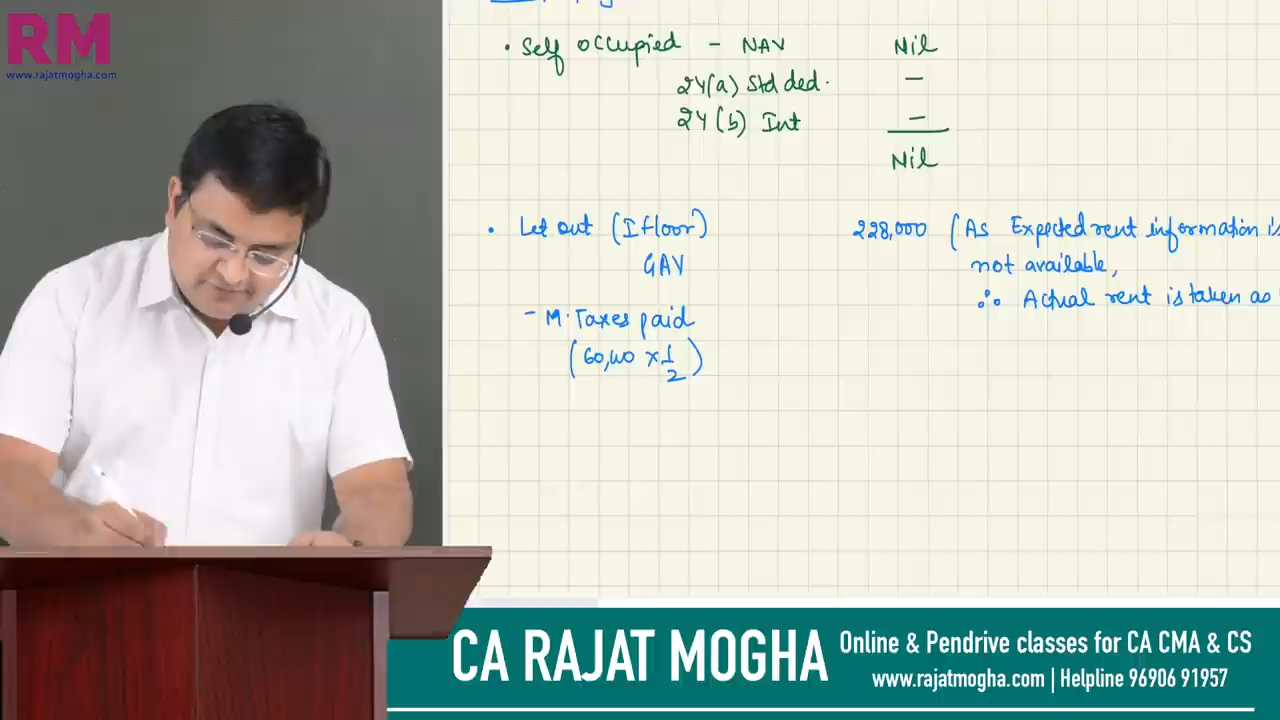 RM
www.rajatmogha.com
• Self occupied - NAV Nil
24(a) Std ded. —
24(b) Int —
Nil
• Let out (I floor) 228,000 (As Expected rent information is
GAV not available,
∴ Actual rent is taken as
- M. Taxes paid
(60,000 × 1/2)
CA RAJAT MOGHA
Online & Pendrive classes for CA CMA & CS
www.rajatmogha.com | Helpline 96906 91957